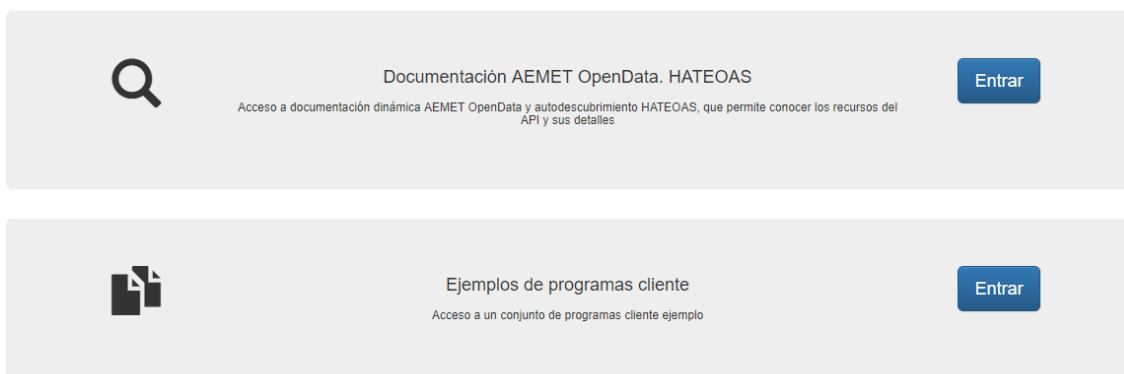 Documentación AEMET OpenData. HATEOAS
Entrar
Acceso a documentación dinámica AEMET OpenData y autodescubrimiento HATEOAS, que permite conocer los recursos del
API y sus detalles
Ejemplos de programas cliente
Entrar
Acceso a un conjunto de programas cliente ejemplo